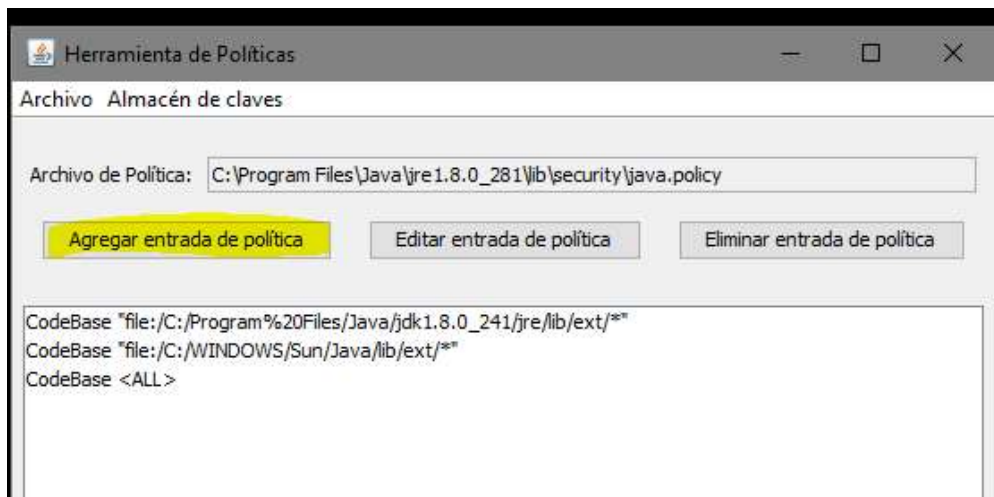 Herramienta de Políticas
Archivo Almacén de claves
Archivo de Política: C:\Program Files\Java\jre1.8.0_281\lib\security\java.policy
Agregar entrada de política Editar entrada de política Eliminar entrada de política
CodeBase "file:/C:/Program%20Files/Java/jdk1.8.0_241/jre/lib/ext/*"
CodeBase "file:/C:/WINDOWS/Sun/Java/lib/ext/*"
CodeBase <ALL>